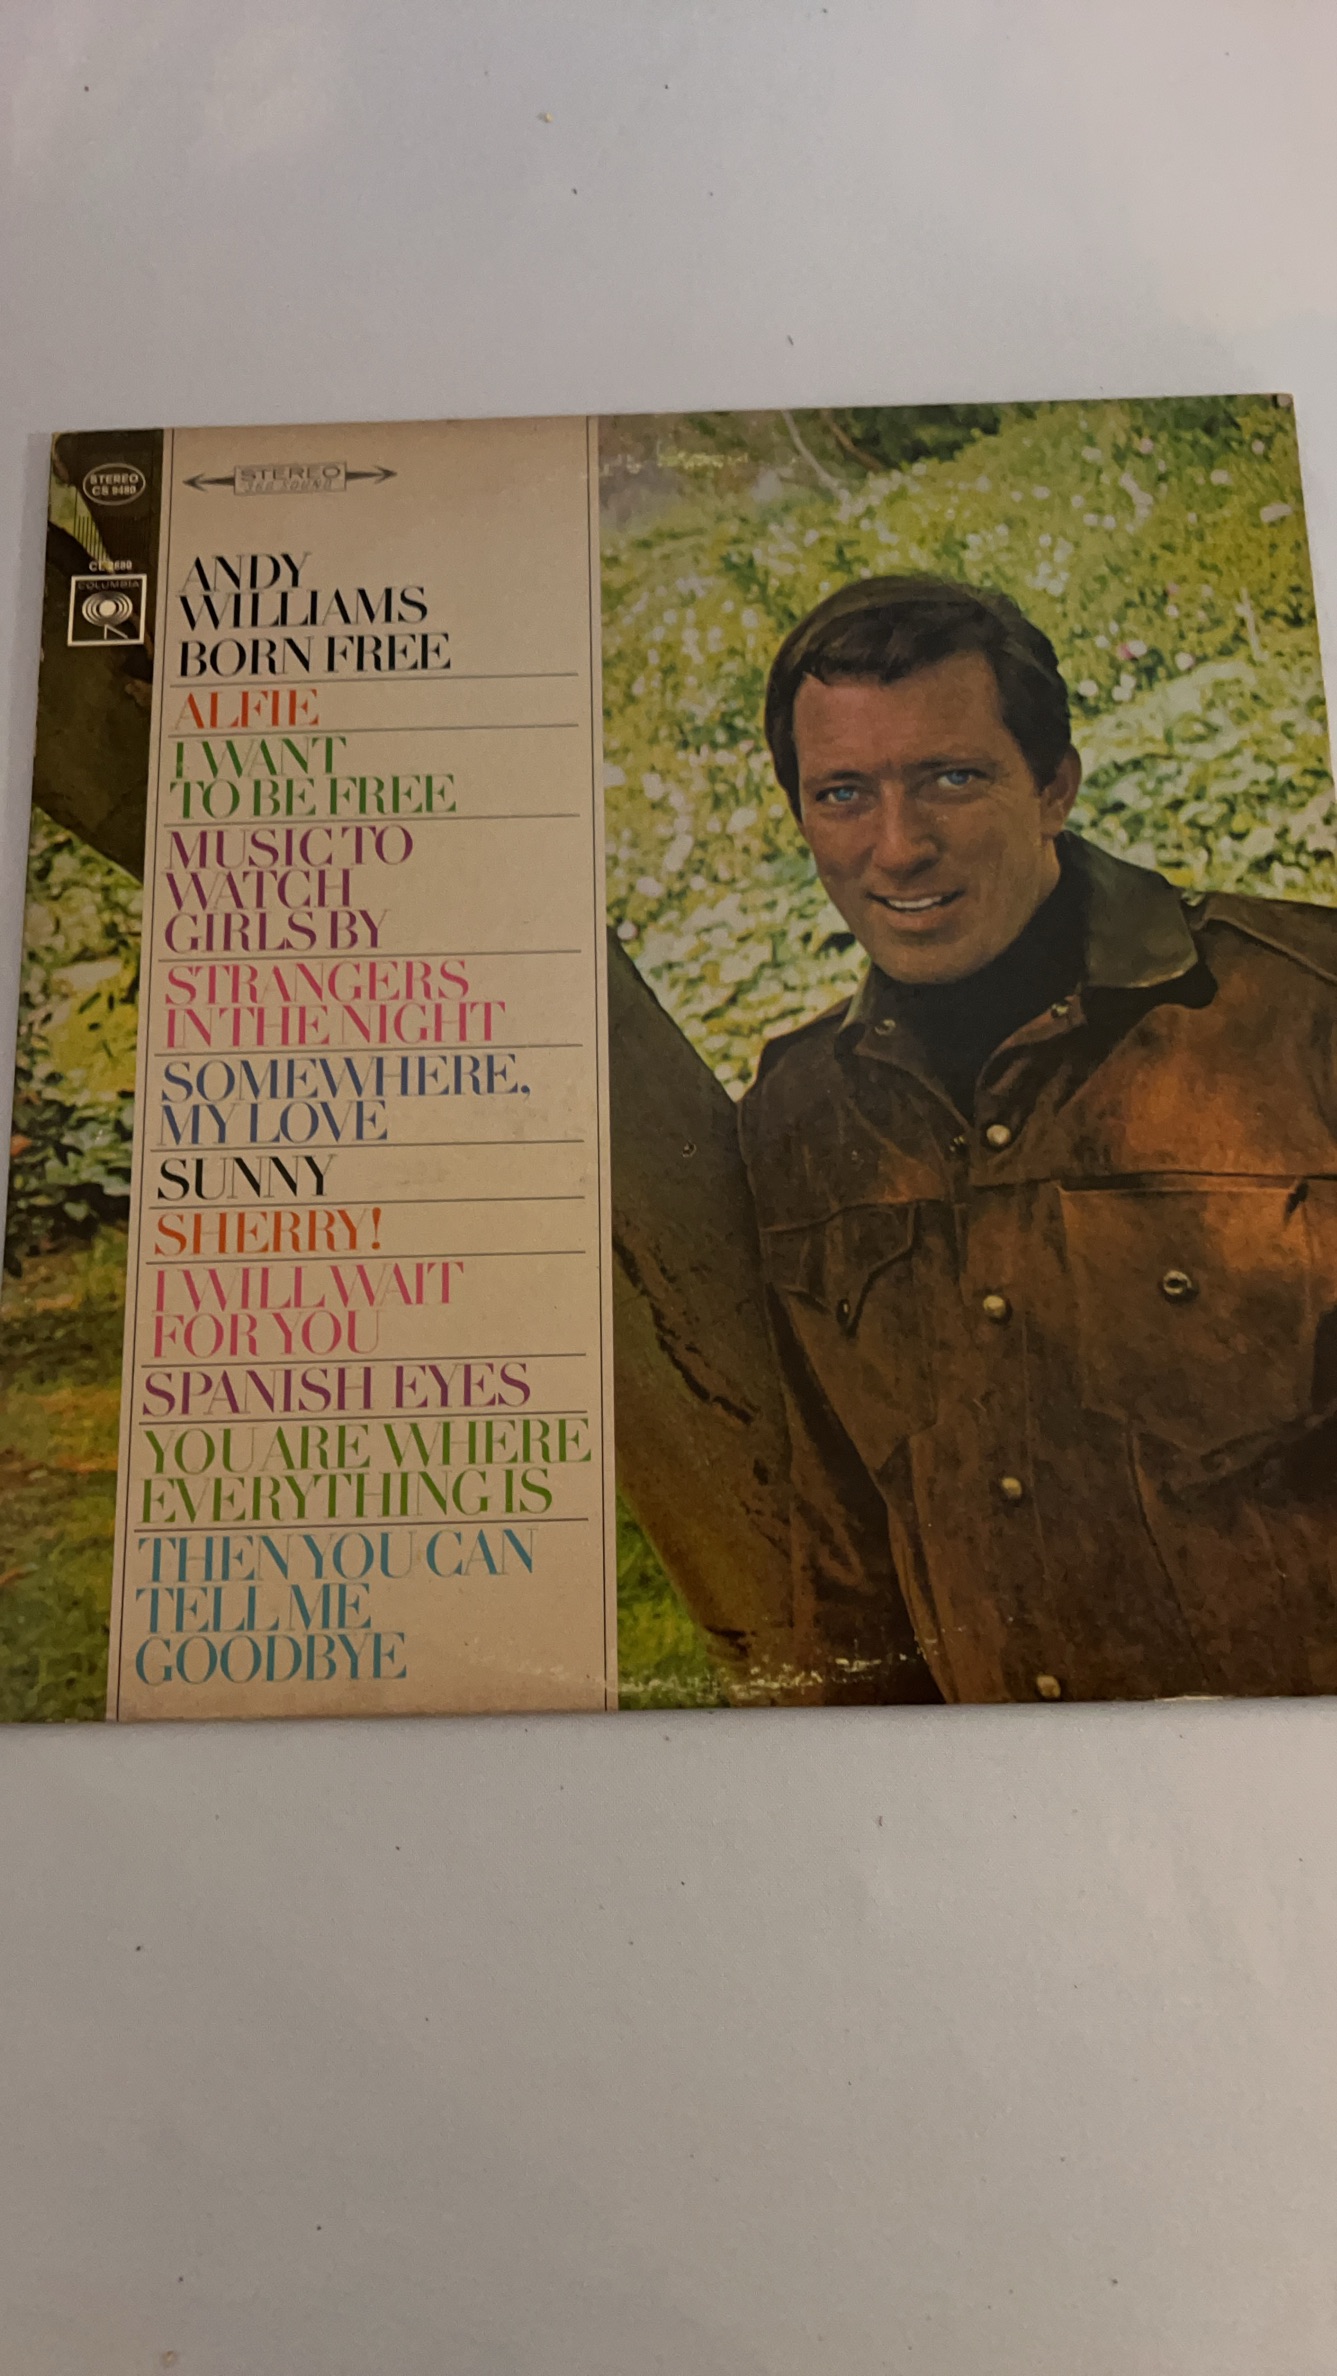 STEREO
CS 9480
CL 2680
COLUMBIA
STEREO
360 SOUND
ANDY
WILLIAMS
BORN FREE
ALFIE
I WANT
TO BE FREE
MUSIC TO
WATCH
GIRLS BY
STRANGERS
IN THE NIGHT
SOMEWHERE,
MY LOVE
SUNNY
SHERRY!
I WILL WAIT
FOR YOU
SPANISH EYES
YOU ARE WHERE
EVERYTHING IS
THEN YOU CAN
TELL ME
GOODBYE